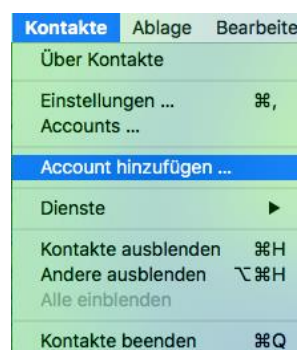 Kontakte Ablage Bearbeite
Über Kontakte
Einstellungen ... ⌘,
Accounts ...
Account hinzufügen ...
Dienste ▶
Kontakte ausblenden ⌘H
Andere ausblenden ⌥⌘H
Alle einblenden
Kontakte beenden ⌘Q